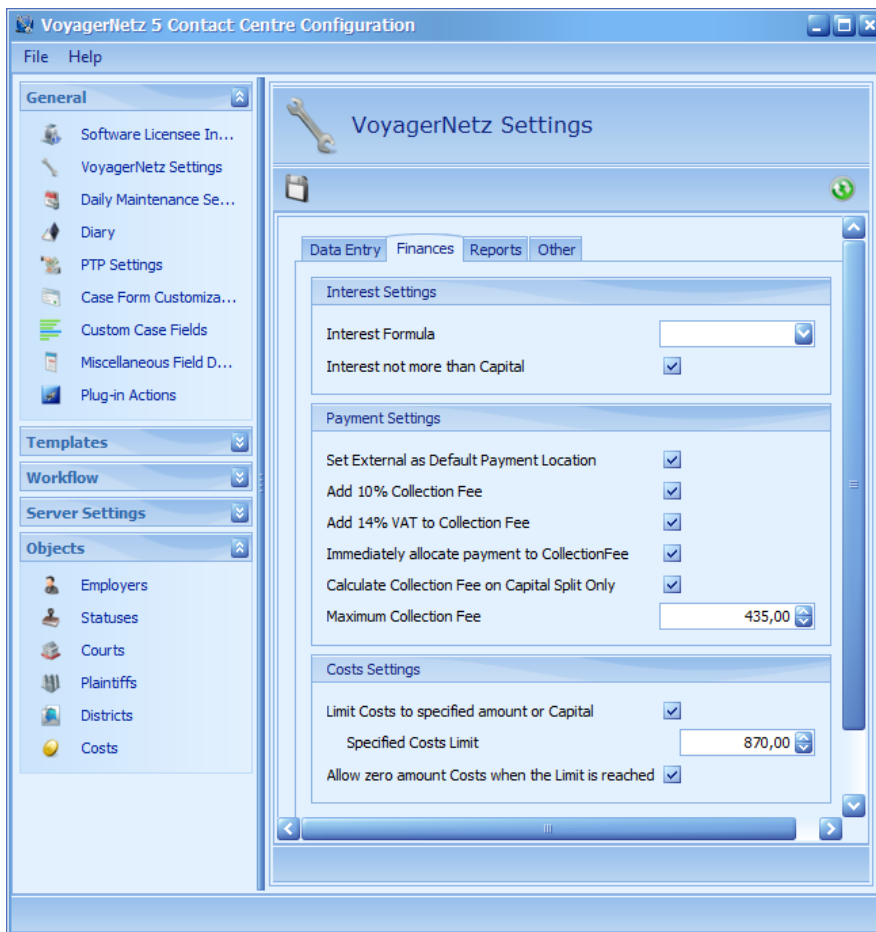 VoyagerNetz 5 Contact Centre Configuration
File Help
General
Software Licensee In...
VoyagerNetz Settings
Daily Maintenance Se...
Diary
PTP Settings
Case Form Customiza...
Custom Case Fields
Miscellaneous Field D...
Plug-in Actions
Templates
Workflow
Server Settings
Objects
Employers
Statuses
Courts
Plaintiffs
Districts
Costs
VoyagerNetz Settings
Data Entry Finances Reports Other
Interest Settings
Interest Formula
Interest not more than Capital
Payment Settings
Set External as Default Payment Location
Add 10% Collection Fee
Add 14% VAT to Collection Fee
Immediately allocate payment to CollectionFee
Calculate Collection Fee on Capital Split Only
Maximum Collection Fee 435,00
Costs Settings
Limit Costs to specified amount or Capital
Specified Costs Limit 870,00
Allow zero amount Costs when the Limit is reached